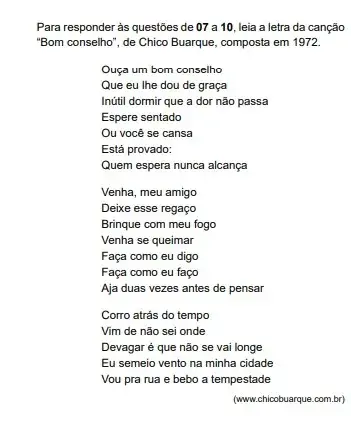 Para responder às questões de 07 a 10, leia a letra da canção
“Bom conselho”, de Chico Buarque, composta em 1972.
Ouça um bom conselho
Que eu lhe dou de graça
Inútil dormir que a dor não passa
Espere sentado
Ou você se cansa
Está provado:
Quem espera nunca alcança
Venha, meu amigo
Deixe esse regaço
Brinque com meu fogo
Venha se queimar
Faça como eu digo
Faça como eu faço
Aja duas vezes antes de pensar
Corro atrás do tempo
Vim de não sei onde
Devagar é que não se vai longe
Eu semeio vento na minha cidade
Vou pra rua e bebo a tempestade
(www.chicobuarque.com.br)